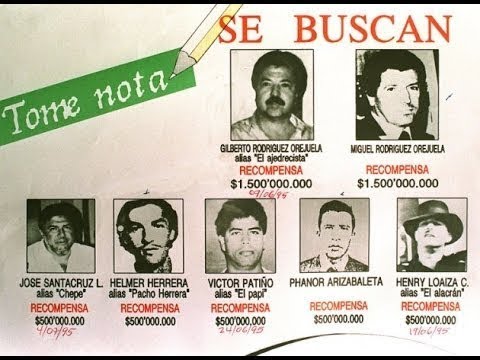 SE BUSCAN
Tome nota
GILBERTO RODRIGUEZ OREJUELA
alias "El ajedrecista"
RECOMPENSA
$1.500'000.000
09/06/95
MIGUEL RODRIGUEZ OREJUELA
RECOMPENSA
$1.500'000.000
JOSE SANTACRUZ L.
alias "Chepe"
RECOMPENSA
$500'000.000
4/07/95
HELMER HERRERA
alias "Pacho Herrera"
RECOMPENSA
$500'000.000
VICTOR PATIÑO
alias "El papi"
RECOMPENSA
$500'000.000
24/06/95
PHANOR ARIZABALETA
RECOMPENSA
$500'000.000
HENRY LOAIZA C.
alias "El alacrán"
RECOMPENSA
$500'000.000
19/06/95